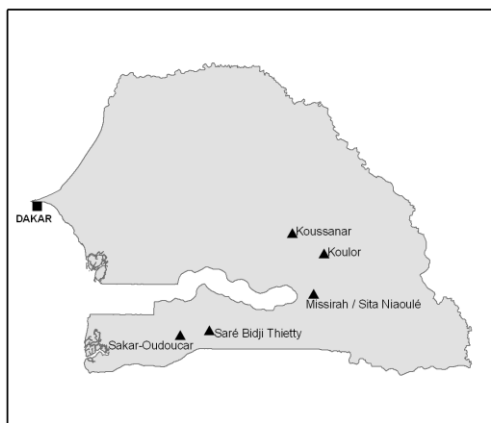 DAKAR
Koussanar
Koulor
Missirah / Sita Niaoulé
Saré Bidji Thietty
Sakar-Oudoucar